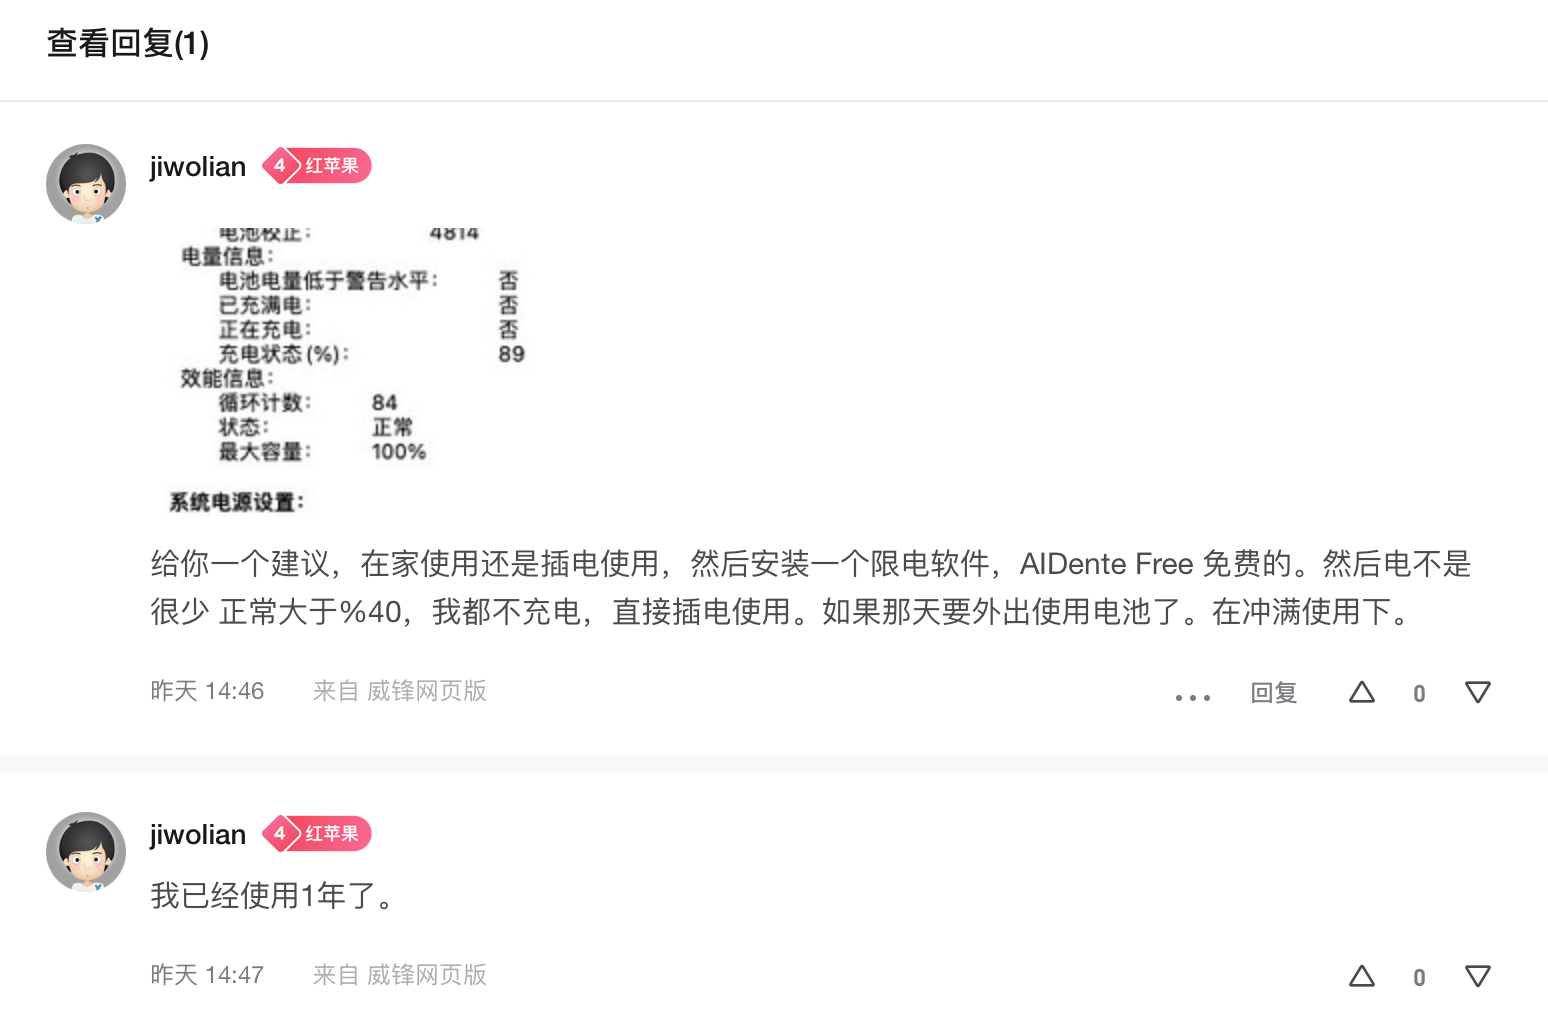 查看回复(1)
jiwolian 4 红苹果
电池校正： 4814
电量信息：
电池电量低于警告水平： 否
已充满电： 否
正在充电： 否
充电状态 (%)： 89
效能信息：
循环计数： 84
状态： 正常
最大容量： 100%
系统电源设置：
给你一个建议，在家使用还是插电使用，然后安装一个限电软件，AIDente Free 免费的。然后电不是
很少 正常大于%40，我都不充电，直接插电使用。如果那天要外出使用电池了。在冲满使用下。
昨天 14:46 来自 威锋网页版 ... 回复 0
jiwolian 4 红苹果
我已经使用1年了。
昨天 14:47 来自 威锋网页版 0